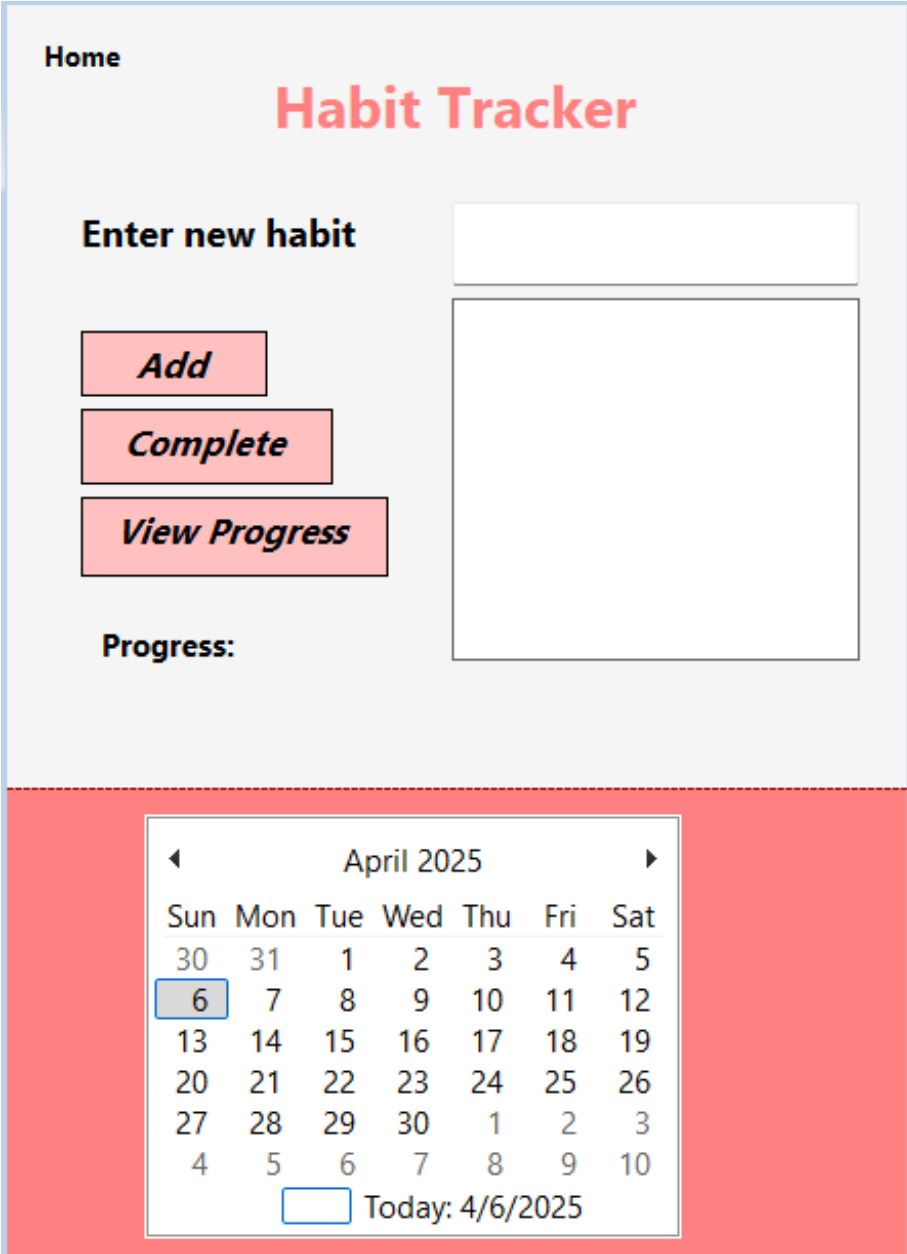 Home
Habit Tracker
Enter new habit
Add
Complete
View Progress
Progress:
April 2025
Sun Mon Tue Wed Thu Fri Sat
30 31 1 2 3 4 5
6 7 8 9 10 11 12
13 14 15 16 17 18 19
20 21 22 23 24 25 26
27 28 29 30 1 2 3
4 5 6 7 8 9 10
Today: 4/6/2025